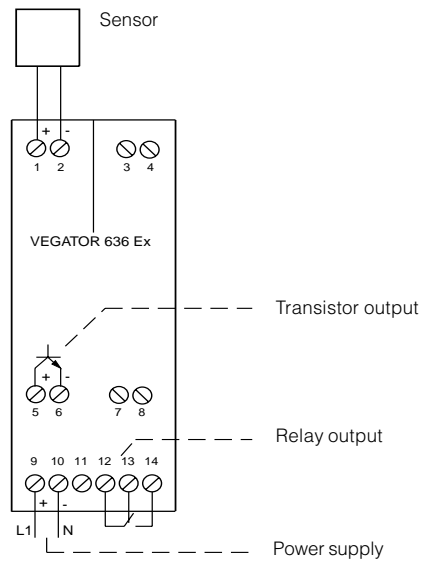 Sensor
+ -
1 2 3 4
VEGATOR 636 Ex
Transistor output
+ -
5 6 7 8
Relay output
9 10 11 12 13 14
+ -
L1 N
Power supply